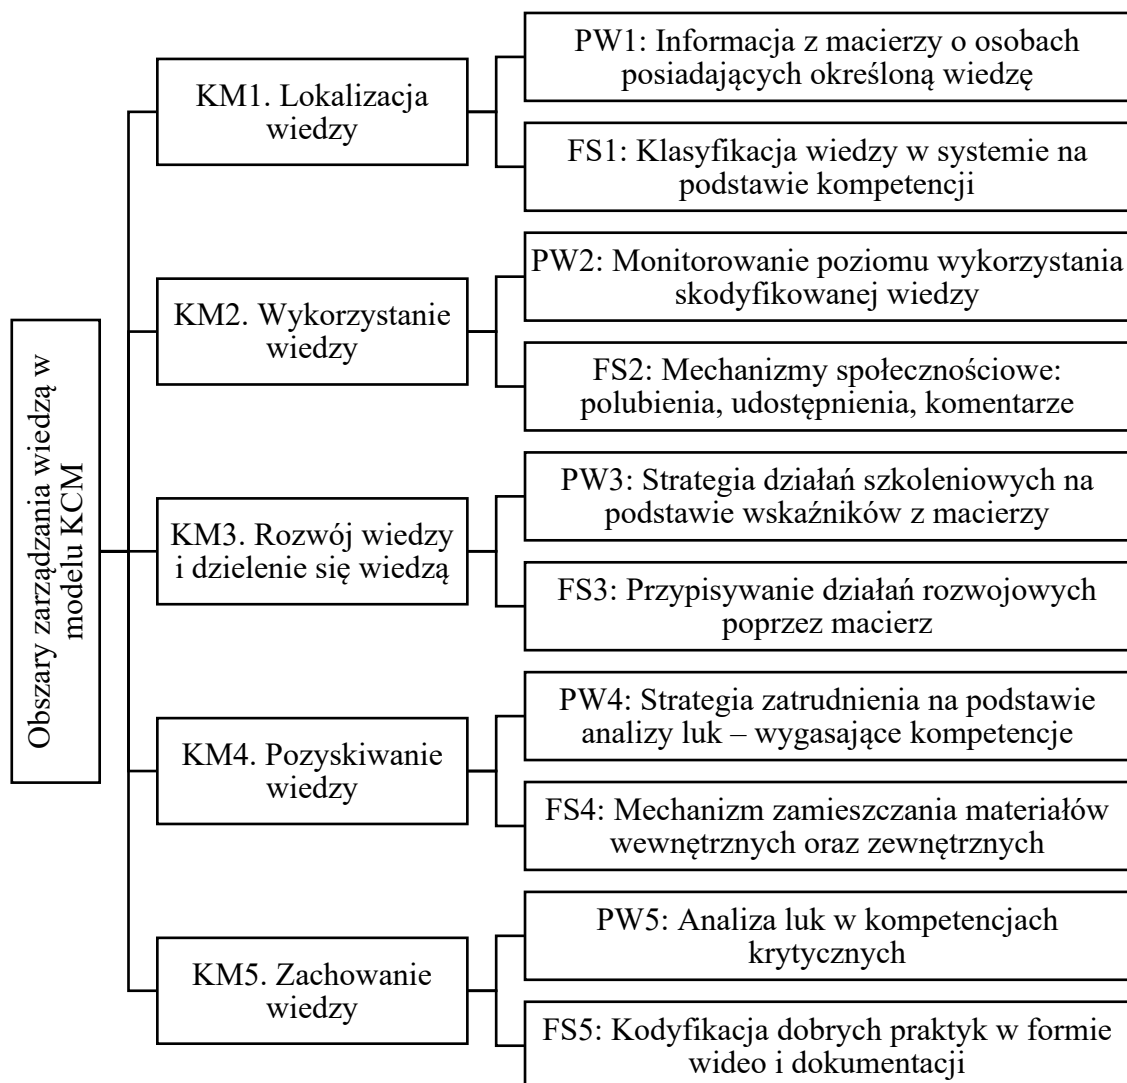 Obszary zarządzania wiedzą w
modelu KCM
KM1. Lokalizacja
wiedzy
PW1: Informacja z macierzy o osobach
posiadających określoną wiedzę
FS1: Klasyfikacja wiedzy w systemie na
podstawie kompetencji
KM2. Wykorzystanie
wiedzy
PW2: Monitorowanie poziomu wykorzystania
skodyfikowanej wiedzy
FS2: Mechanizmy społecznościowe:
polubienia, udostępnienia, komentarze
KM3. Rozwój wiedzy
i dzielenie się wiedzą
PW3: Strategia działań szkoleniowych na
podstawie wskaźników z macierzy
FS3: Przypisywanie działań rozwojowych
poprzez macierz
KM4. Pozyskiwanie
wiedzy
PW4: Strategia zatrudnienia na podstawie
analizy luk – wygasające kompetencje
FS4: Mechanizm zamieszczania materiałów
wewnętrznych oraz zewnętrznych
KM5. Zachowanie
wiedzy
PW5: Analiza luk w kompetencjach
krytycznych
FS5: Kodyfikacja dobrych praktyk w formie
wideo i dokumentacji